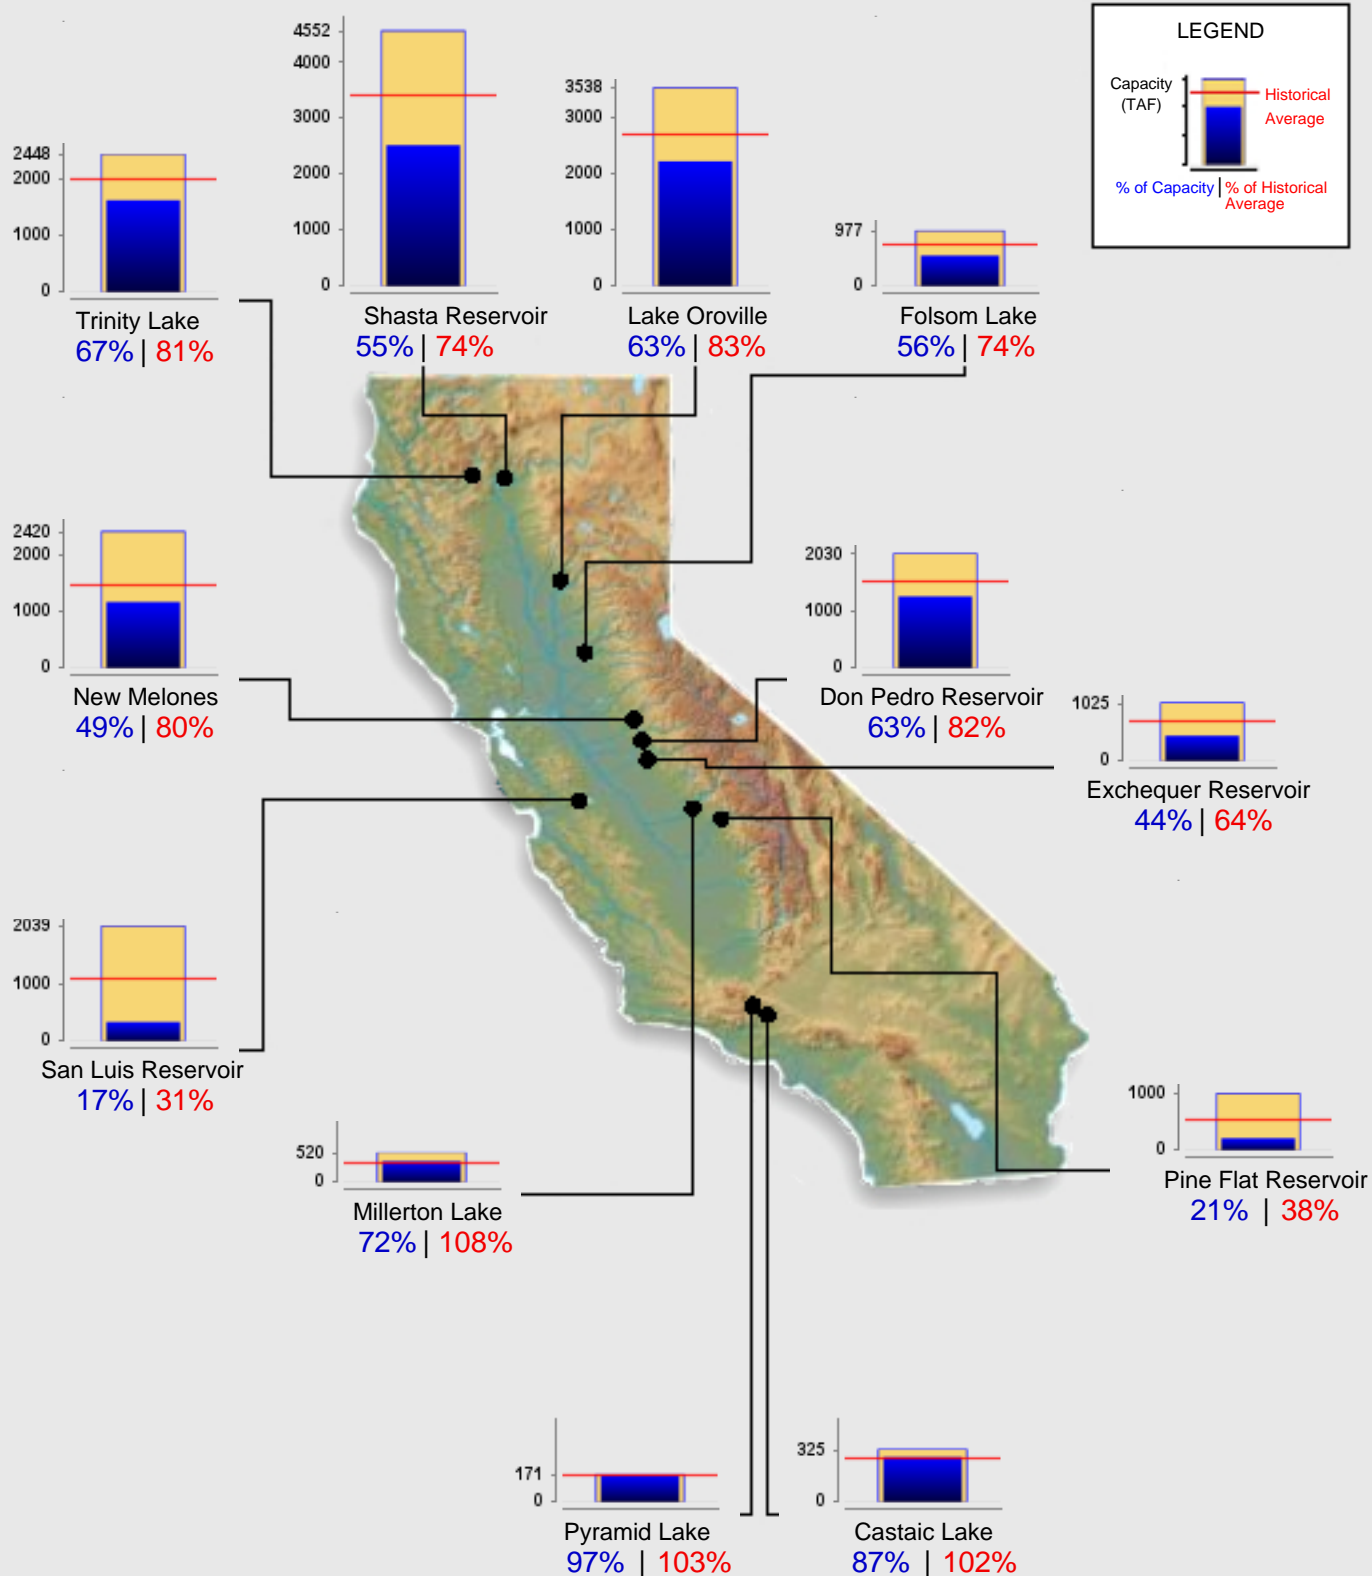 LEGEND
Capacity
(TAF)
Historical
Average
% of Capacity | % of Historical
Average
4552
4000
3000
2000
1000
0
Shasta Reservoir
55% | 74%
3538
3000
2000
1000
0
Lake Oroville
63% | 83%
2448
2000
1000
0
Trinity Lake
67% | 81%
977
0
Folsom Lake
56% | 74%
2420
2000
1000
0
New Melones
49% | 80%
2030
1000
0
Don Pedro Reservoir
63% | 82%
1025
0
Exchequer Reservoir
44% | 64%
2039
1000
0
San Luis Reservoir
17% | 31%
520
0
Millerton Lake
72% | 108%
1000
0
Pine Flat Reservoir
21% | 38%
171
0
Pyramid Lake
97% | 103%
325
0
Castaic Lake
87% | 102%